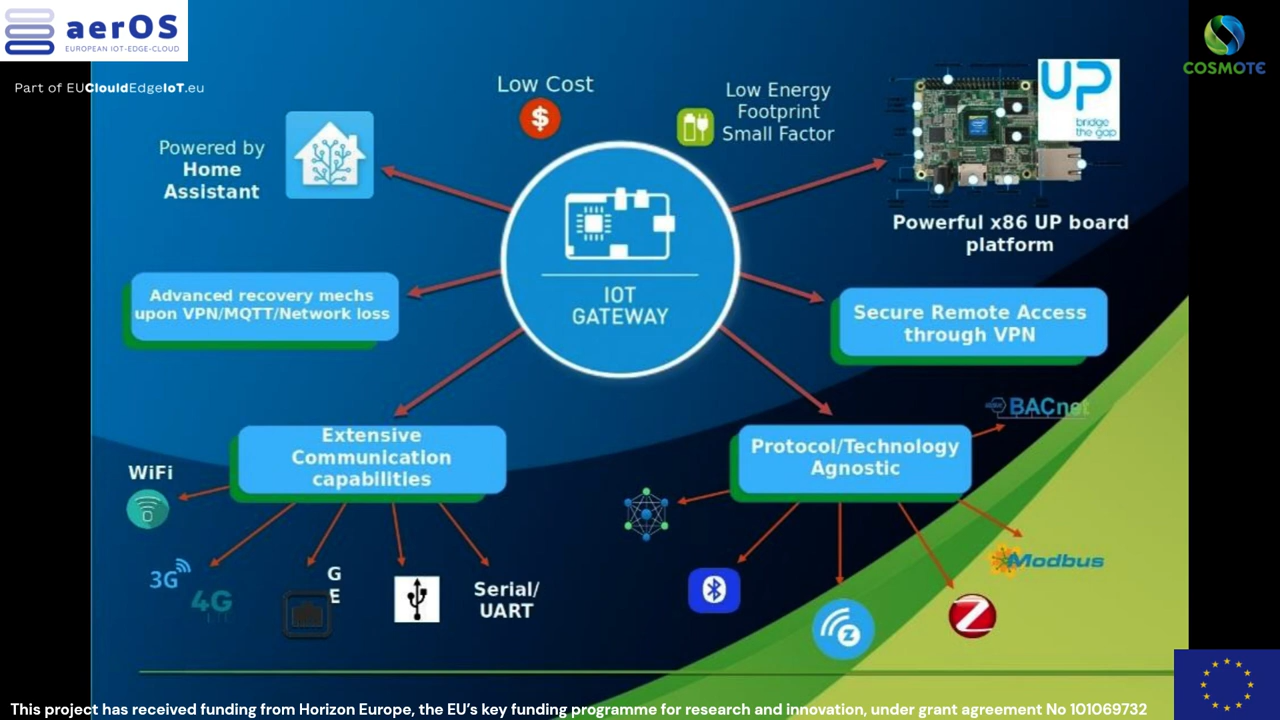 aerOS
EUROPEAN IOT-EDGE-CLOUD
Part of EUClouldEdgeIoT.eu
COSMOTE
Low Cost
$
Low Energy
Footprint
Small Factor
UP
bridge
the gap
Powered by
Home
Assistant
Powerful x86 UP board
platform
IOT
GATEWAY
Advanced recovery mechs
upon VPN/MQTT/Network loss
Secure Remote Access
through VPN
Extensive
Communication
capabilities
Protocol/Technology
Agnostic
BACnet
WiFi
3G
4G
LTE
G
E
Serial/
UART
Z
Z
Modbus
This project has received funding from Horizon Europe, the EU’s key funding programme for research and innovation, under grant agreement No 101069732